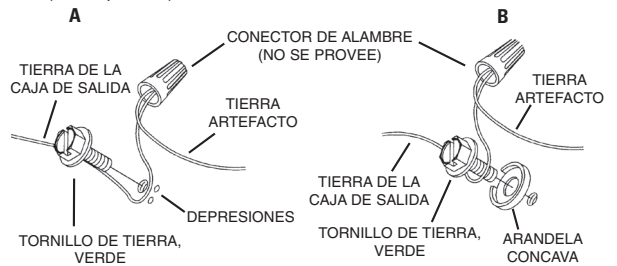 A
B
CONECTOR DE ALAMBRE
(NO SE PROVEE)
TIERRA DE LA
CAJA DE SALIDA
TIERRA
ARTEFACTO
TIERRA
ARTEFACTO
DEPRESIONES
TORNILLO DE TIERRA,
VERDE
TIERRA DE LA
CAJA DE SALIDA
TORNILLO DE TIERRA,
VERDE
ARANDELA
CONCAVA